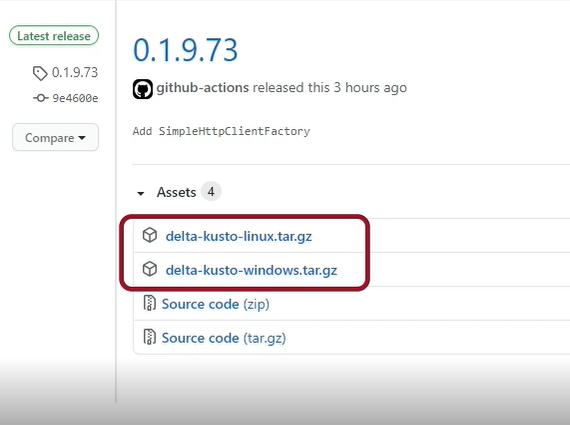 Latest release
0.1.9.73
9e4600e
Compare
0.1.9.73
github-actions released this 3 hours ago
Add SimpleHttpClientFactory
Assets 4
delta-kusto-linux.tar.gz
delta-kusto-windows.tar.gz
Source code (zip)
Source code (tar.gz)